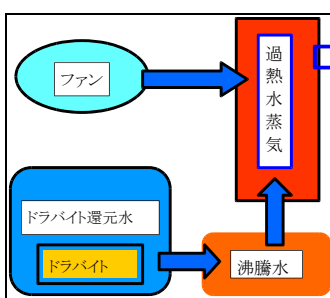 ファン
過熱水蒸気
ドラバイト還元水
ドラバイト
沸騰水